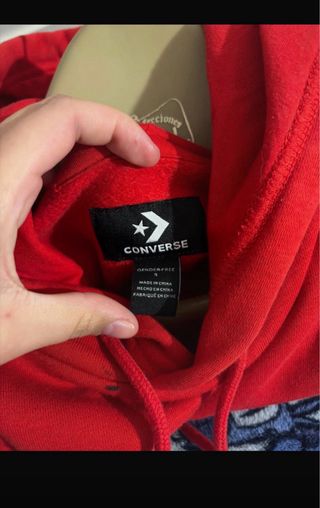 CONVERSE
GENDER-FREE
MADE IN CHINA
HECHO EN CHINA
FABRIQUÉ EN CHINE